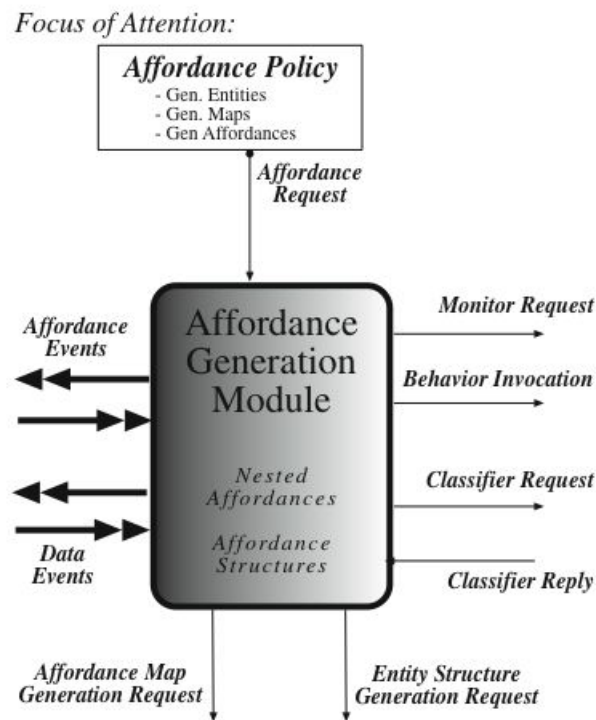 Focus of Attention:
Affordance Policy
- Gen. Entities
- Gen. Maps
- Gen Affordances
Affordance
Request
Affordance
Generation
Module
Nested
Affordances
Affordance
Structures
Affordance
Events
Data
Events
Monitor Request
Behavior Invocation
Classifier Request
Classifier Reply
Affordance Map
Generation Request
Entity Structure
Generation Request